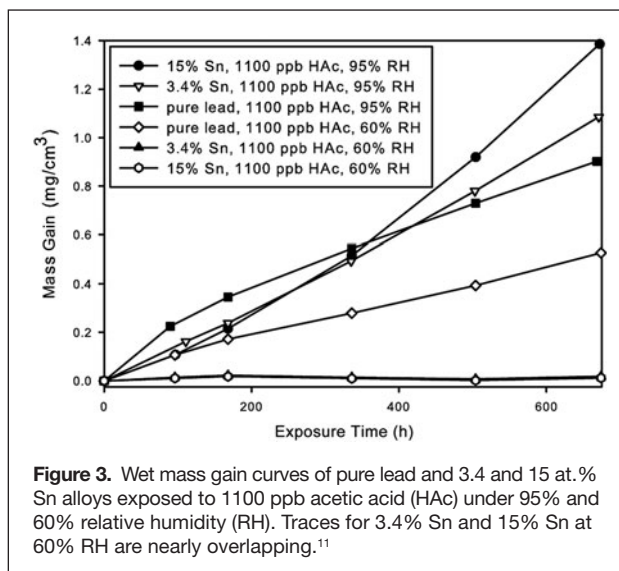 1.4
1.2
1.0
0.8
0.6
0.4
0.2
0.0
Mass Gain (mg/cm³)
15% Sn, 1100 ppb HAc, 95% RH
3.4% Sn, 1100 ppb HAc, 95% RH
pure lead, 1100 ppb HAc, 95% RH
pure lead, 1100 ppb HAc, 60% RH
3.4% Sn, 1100 ppb HAc, 60% RH
15% Sn, 1100 ppb HAc, 60% RH
0 200 400 600
Exposure Time (h)
Figure 3. Wet mass gain curves of pure lead and 3.4 and 15 at.%
Sn alloys exposed to 1100 ppb acetic acid (HAc) under 95% and
60% relative humidity (RH). Traces for 3.4% Sn and 15% Sn at
60% RH are nearly overlapping.¹¹